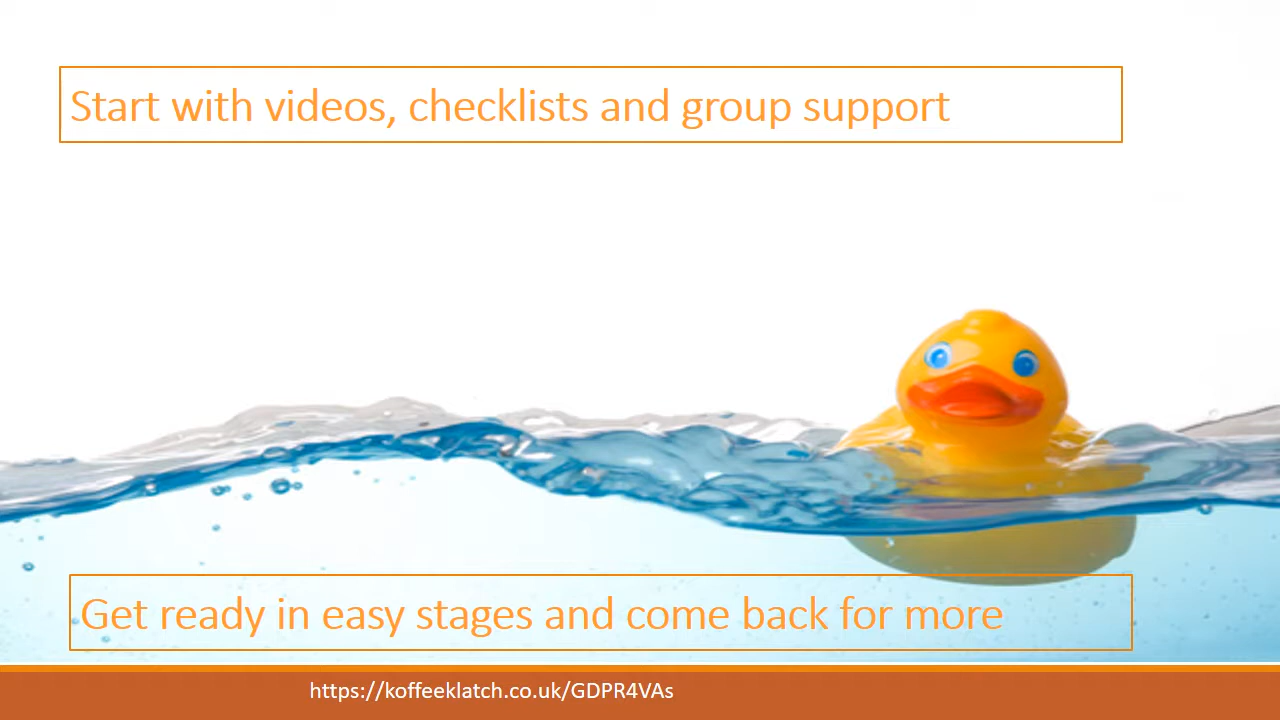 Start with videos, checklists and group support
Get ready in easy stages and come back for more
https://koffeeklatch.co.uk/GDPR4VAs